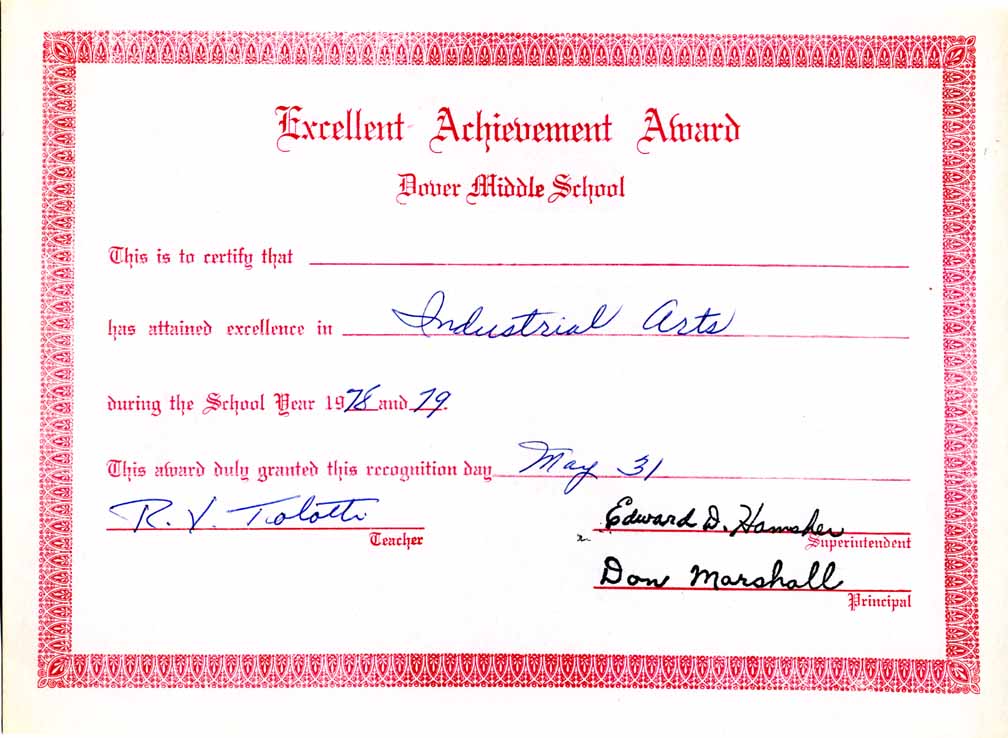 Excellent Achievement Award
Dover Middle School
This is to certify that
has attained excellence in Industrial Arts
during the School Year 1978 and 79.
This award duly granted this recognition day May 31
R. V. Tolotti
Teacher
Edward D. Hamsher
Superintendent
Don Marshall
Principal